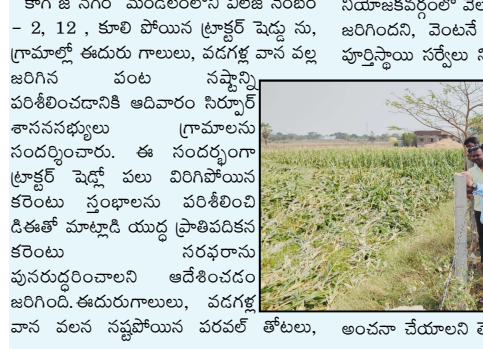 కాగ జ నగర్ మండలంలోని విలేజ్ నంబర్
- 2, 12 , కూలి పోయిన ట్రాక్టర్ షెడ్డు ను,
గ్రామాల్లో ఈదురు గాలులు, వడగళ్ల వాన వల్ల
జరిగిన పంట నష్టాన్ని
పరిశీలించడానికి ఆదివారం సిర్పూర్
శాసనసభ్యులు గ్రామాలను
సందర్శించారు. ఈ సందర్భంగా
ట్రాక్టర్ షెడ్లో పలు విరిగిపోయిన
కరెంటు స్తంభాలను పరిశీలించి
డిఈతో మాట్లాడి యుద్ధ ప్రాతిపదికన
కరెంటు సరఫరాను
పునరుద్ధరించాలని ఆదేశించడం
జరిగింది. ఈదురుగాలులు, వడగళ్ల
వాన వలన నష్టపోయిన పరవల్ తోటలు,
నియోజకవర్గంలో
జరిగిందని, వెంటనే
పూర్తిస్థాయి సర్వేలు
అంచనా చేయాలని